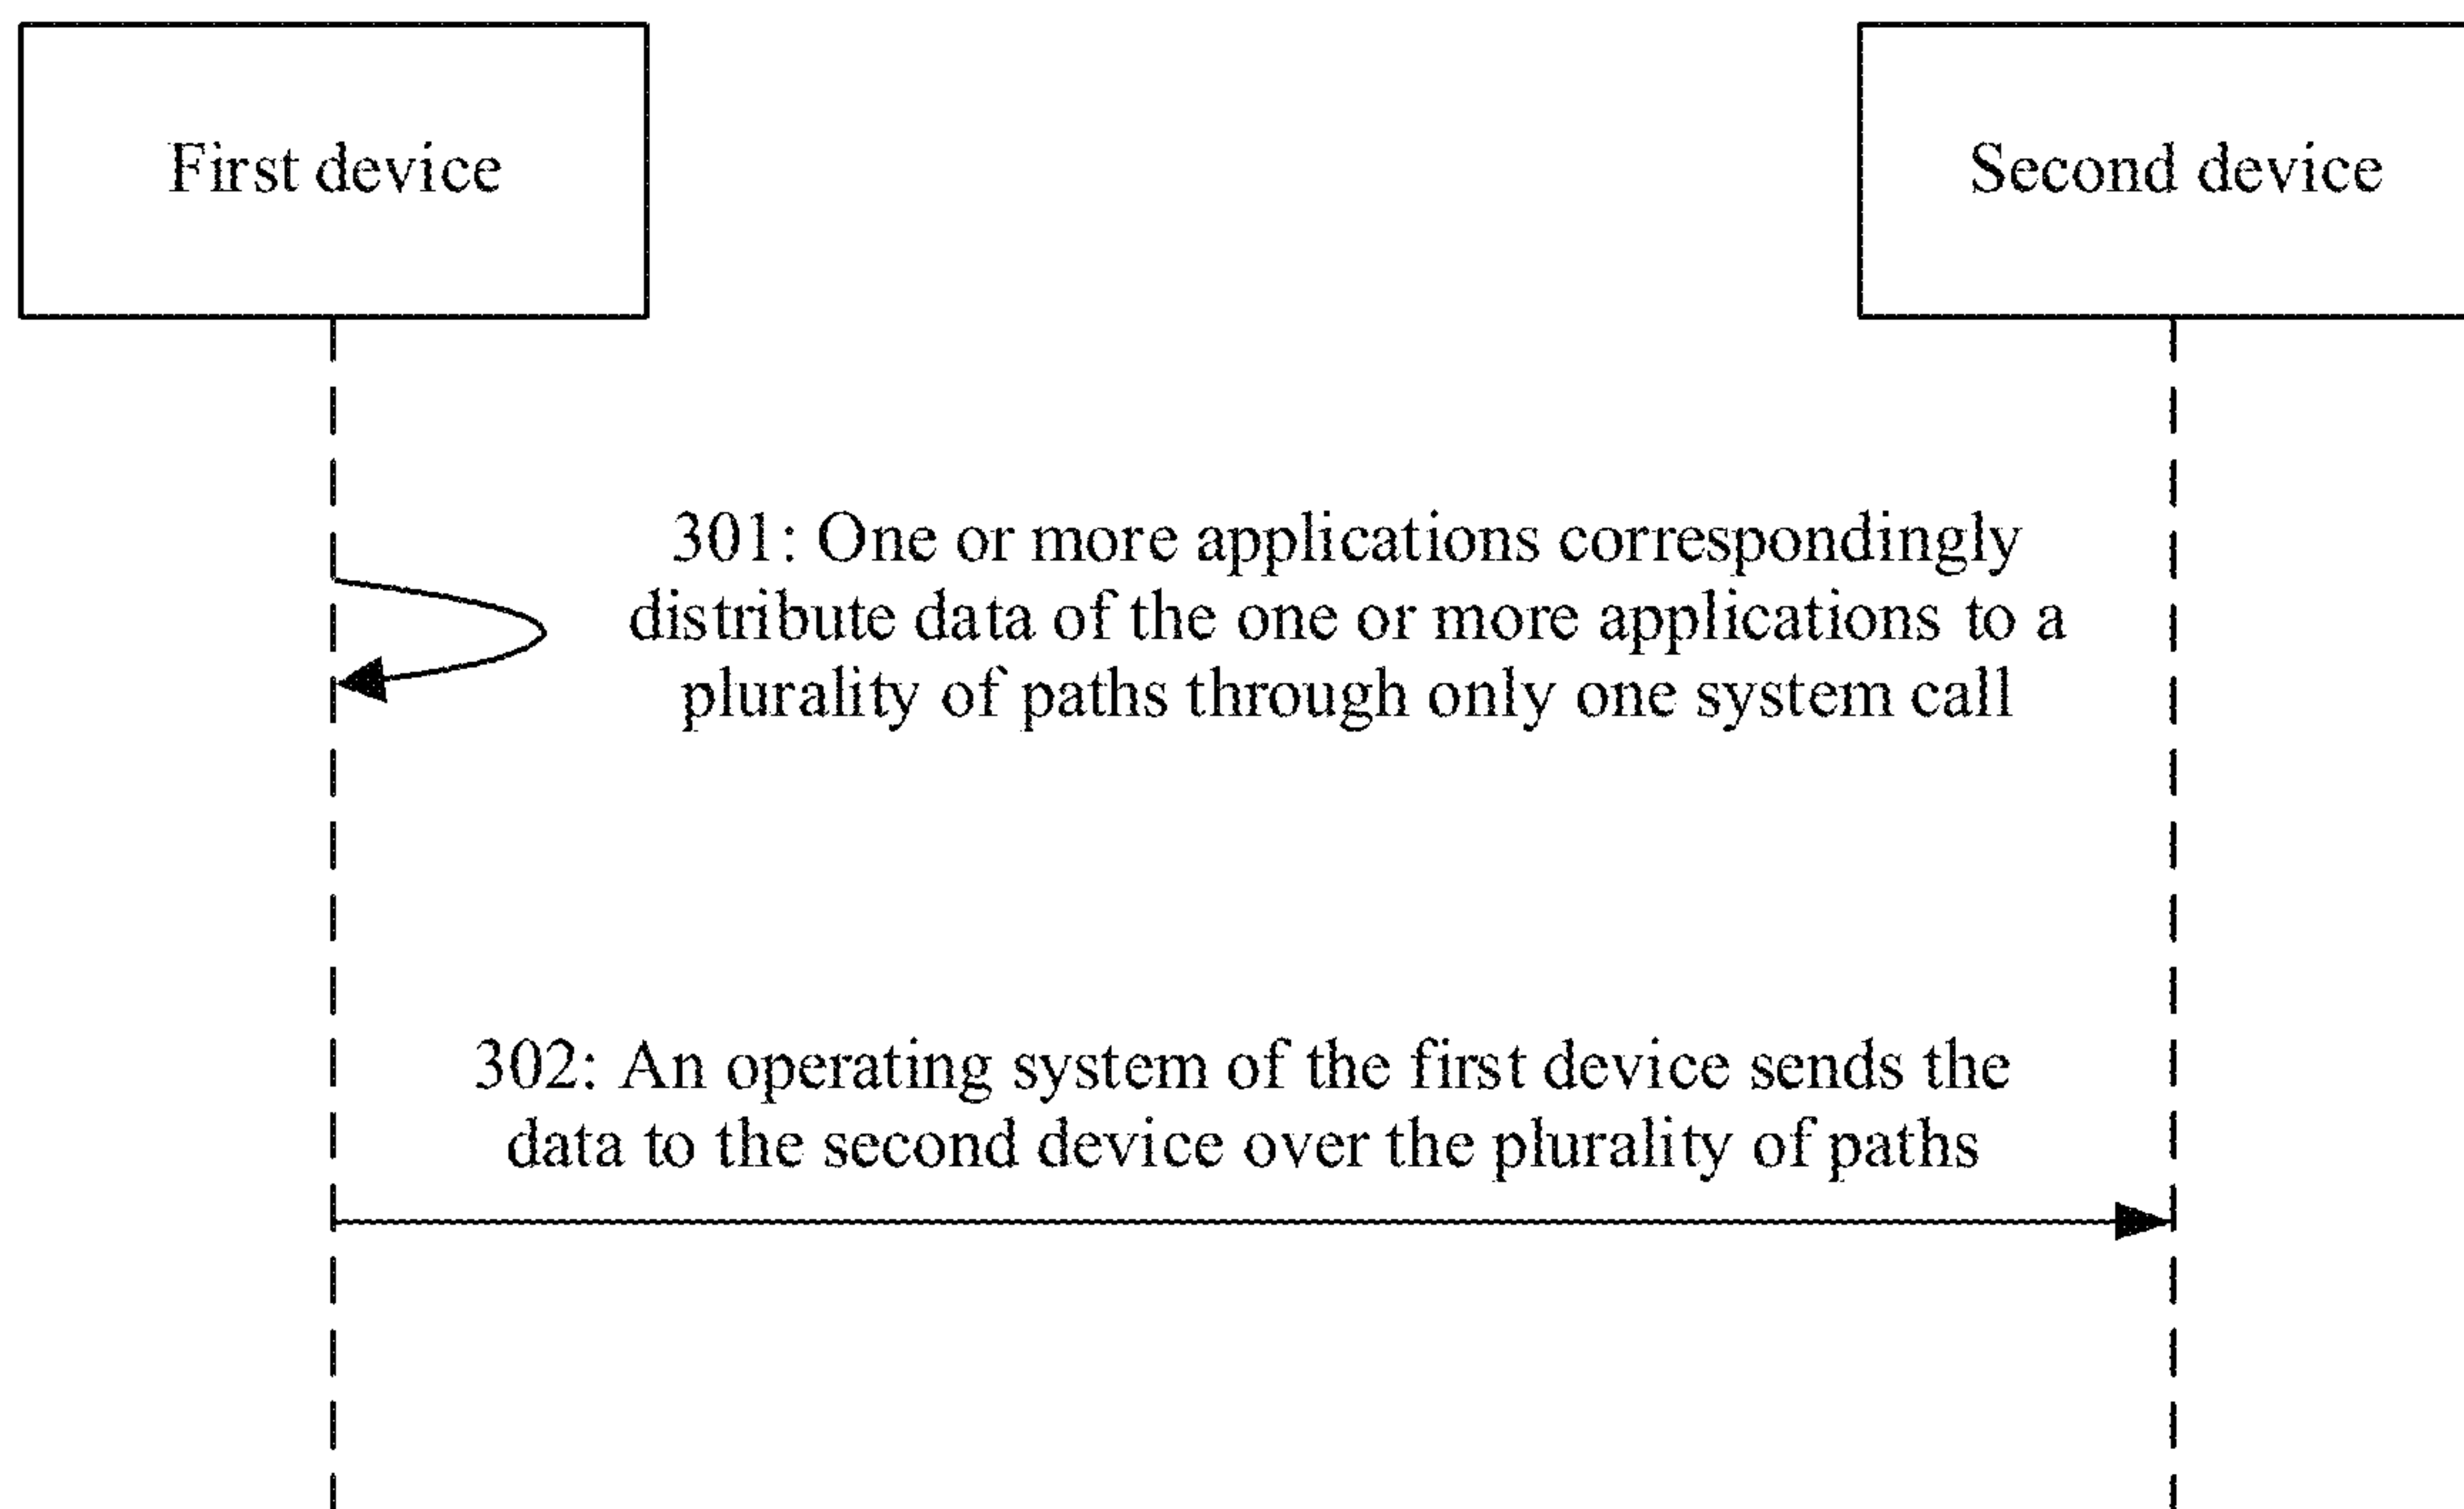 First device
Second device
301: One or more applications correspondingly
distribute data of the one or more applications to a
plurality of paths through only one system call
302: An operating system of the first device sends the
data to the second device over the plurality of paths